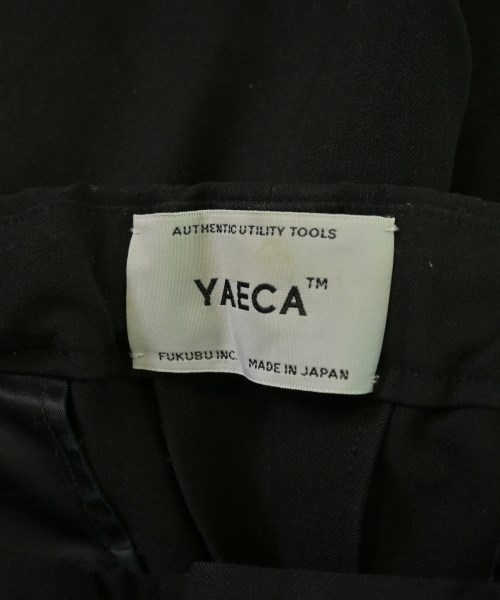 AUTHENTIC UTILITY TOOLS
YAECA™
FUKUBU INC. MADE IN JAPAN